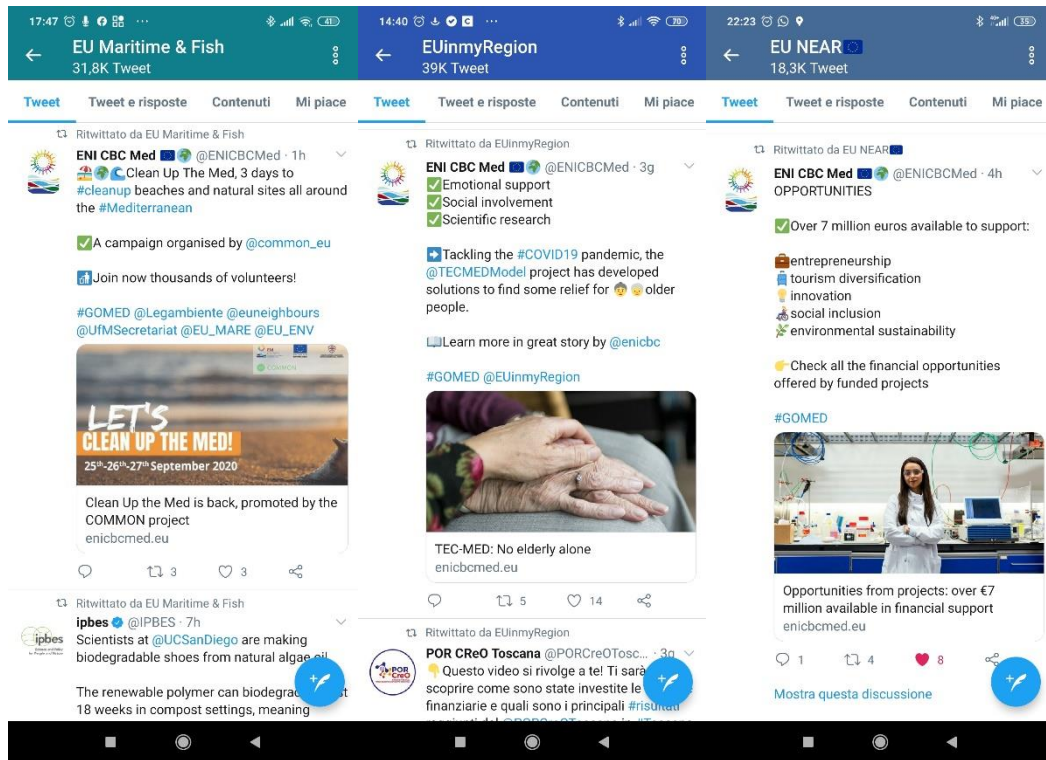 17:47
41
EU Maritime & Fish
31,8K Tweet
Tweet Tweet e risposte Contenuti Mi piace
Ritwittato da EU Maritime & Fish
ENI CBC Med @ENICBCMed · 1h
Clean Up The Med, 3 days to
#cleanup beaches and natural sites all around
the #Mediterranean
A campaign organised by @common_eu
Join now thousands of volunteers!
#GOMED @Legambiente @euneighbours
@UfMSecretariat @EU_MARE @EU_ENV
COMMON
LET'S
CLEAN UP THE MED!
25th-26th-27th September 2020
Clean Up the Med is back, promoted by the
COMMON project
enicbcmed.eu
3 3
Ritwittato da EU Maritime & Fish
ipbes @IPBES · 7h
ipbes
Scientists at @UCSanDiego are making
biodegradable shoes from natural algae oil
The renewable polymer can biodegrad
18 weeks in compost settings, meaning
14:40
70
EUinmyRegion
39K Tweet
Tweet Tweet e risposte Contenuti Mi piace
Ritwittato da EUinmyRegion
ENI CBC Med @ENICBCMed · 3g
Emotional support
Social involvement
Scientific research
Tackling the #COVID19 pandemic, the
@TECMEDModel project has developed
solutions to find some relief for older
people.
Learn more in great story by @enicbc
#GOMED @EUinmyRegion
TEC-MED: No elderly alone
enicbcmed.eu
5 14
Ritwittato da EUinmyRegion
POR CReO Toscana @PORCreOTosc... · 3g
POR
CreO
Questo video si rivolge a te! Ti sarà
scoprire come sono state investite le
finanziarie e quali sono i principali #risultati
22:23
35
EU NEAR
18,3K Tweet
Tweet Tweet e risposte Contenuti Mi piace
Ritwittato da EU NEAR
ENI CBC Med @ENICBCMed · 4h
OPPORTUNITIES
Over 7 million euros available to support:
entrepreneurship
tourism diversification
innovation
social inclusion
environmental sustainability
Check all the financial opportunities
offered by funded projects
#GOMED
Opportunities from projects: over €7
million available in financial support
enicbcmed.eu
1 4 8
Mostra questa discussione